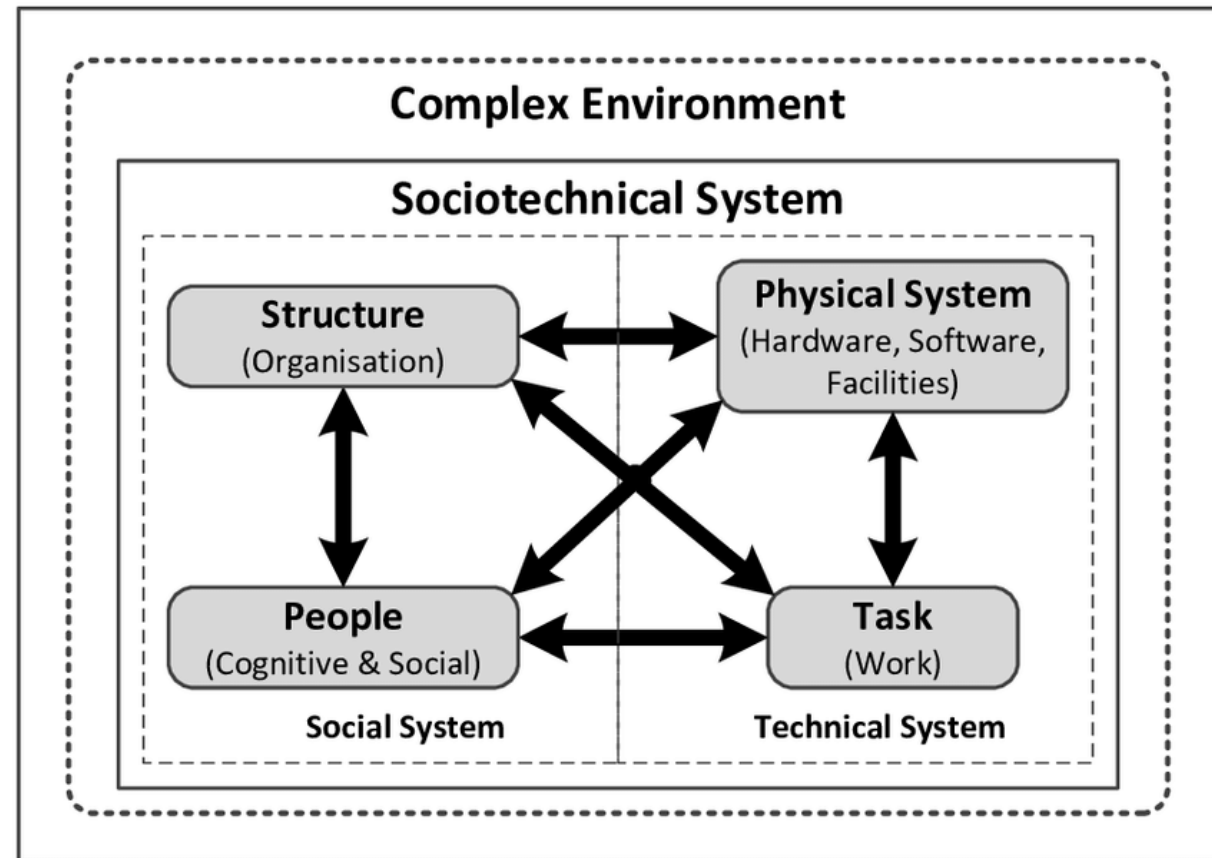 Complex Environment
Sociotechnical System
Structure
(Organisation)
Physical System
(Hardware, Software,
Facilities)
People
(Cognitive & Social)
Task
(Work)
Social System
Technical System